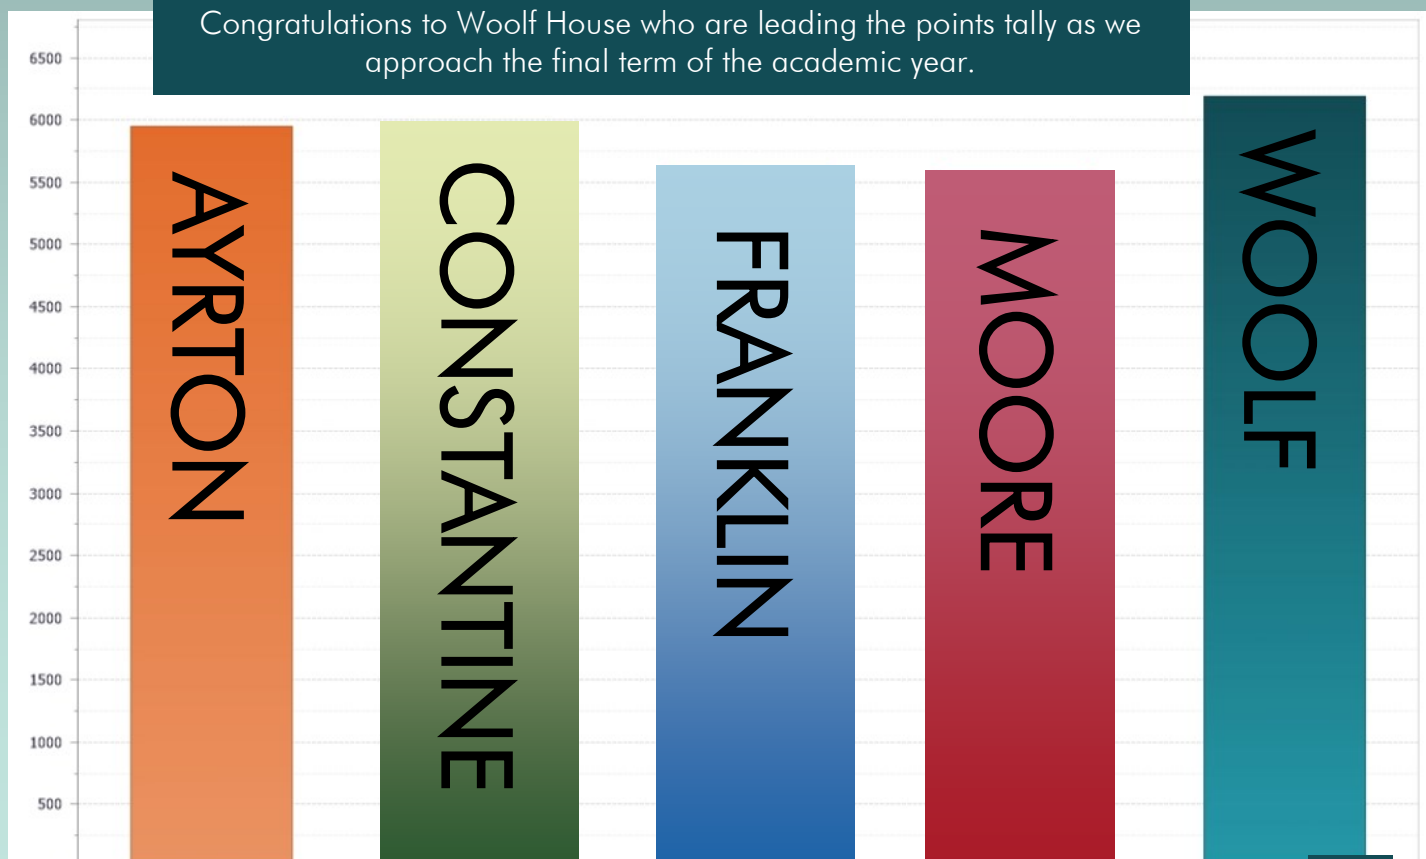 Congratulations to Woolf House who are leading the points tally as we
approach the final term of the academic year.
6500
6000
5500
5000
4500
4000
3500
3000
2500
2000
1500
1000
500
AYRTON
CONSTANTINE
FRANKLIN
MOORE
WOOLF